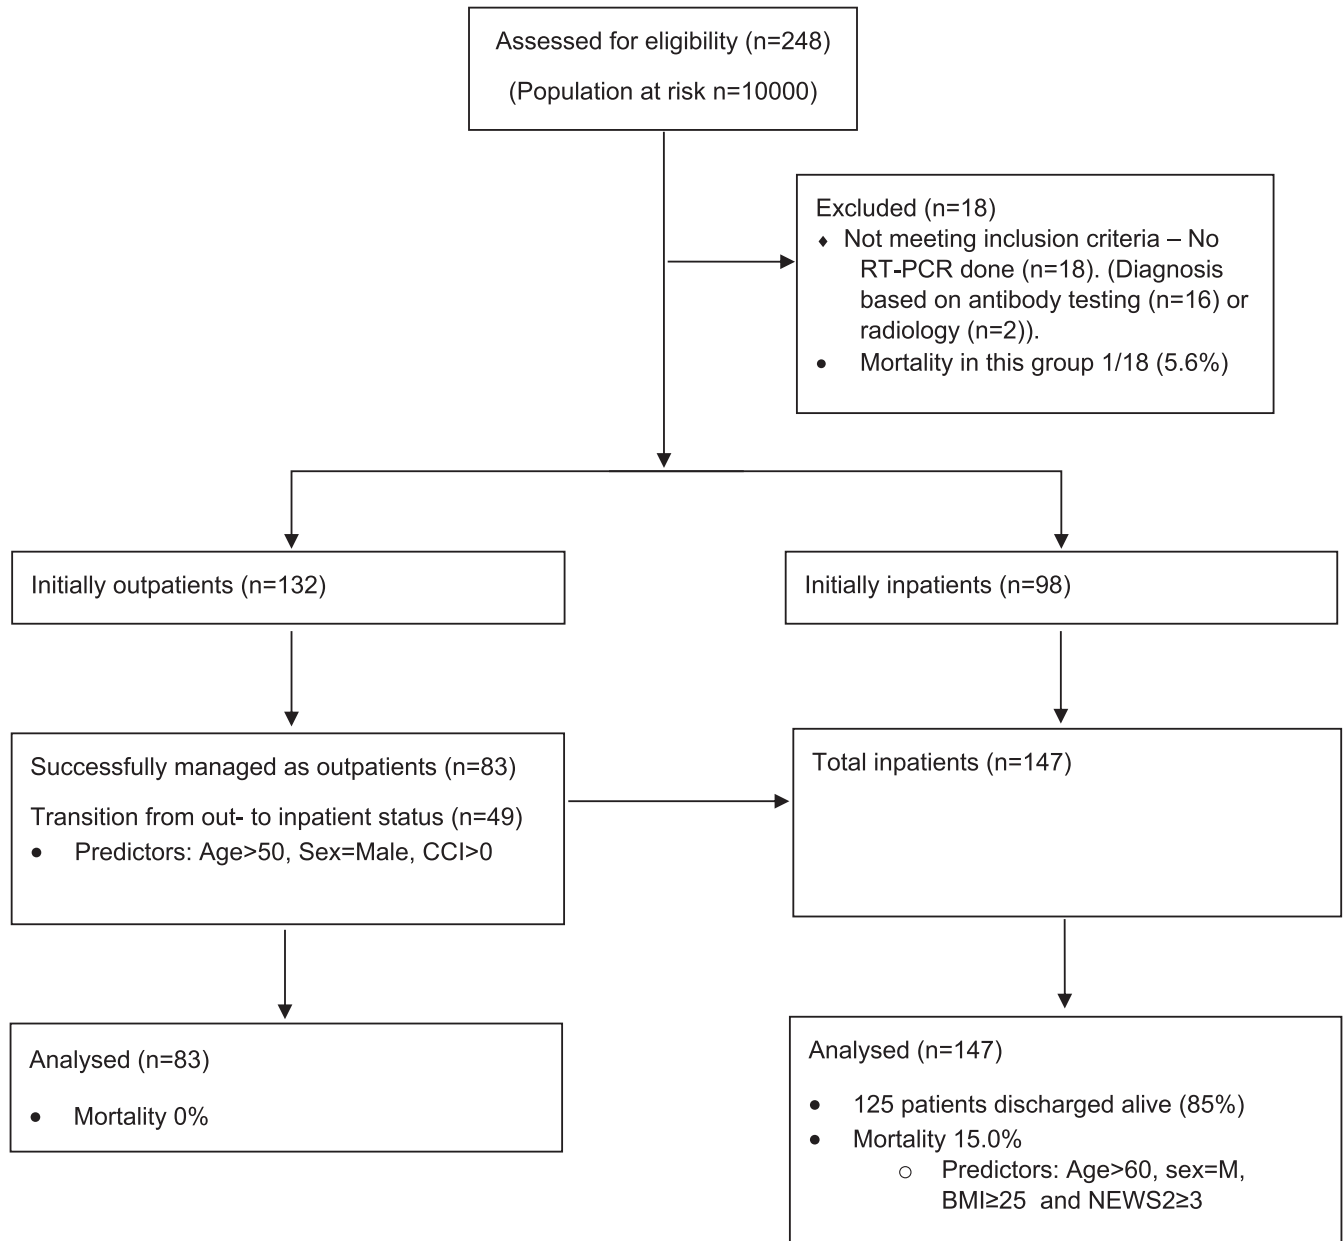 Assessed for eligibility (n=248)
(Population at risk n=10000)
Excluded (n=18)
♦ Not meeting inclusion criteria – No
RT-PCR done (n=18). (Diagnosis
based on antibody testing (n=16) or
radiology (n=2)).
• Mortality in this group 1/18 (5.6%)
Initially outpatients (n=132)
Initially inpatients (n=98)
Successfully managed as outpatients (n=83)
Transition from out- to inpatient status (n=49)
• Predictors: Age>50, Sex=Male, CCI>0
Total inpatients (n=147)
Analysed (n=83)
• Mortality 0%
Analysed (n=147)
• 125 patients discharged alive (85%)
• Mortality 15.0%
○ Predictors: Age>60, sex=M,
BMI≥25 and NEWS2≥3